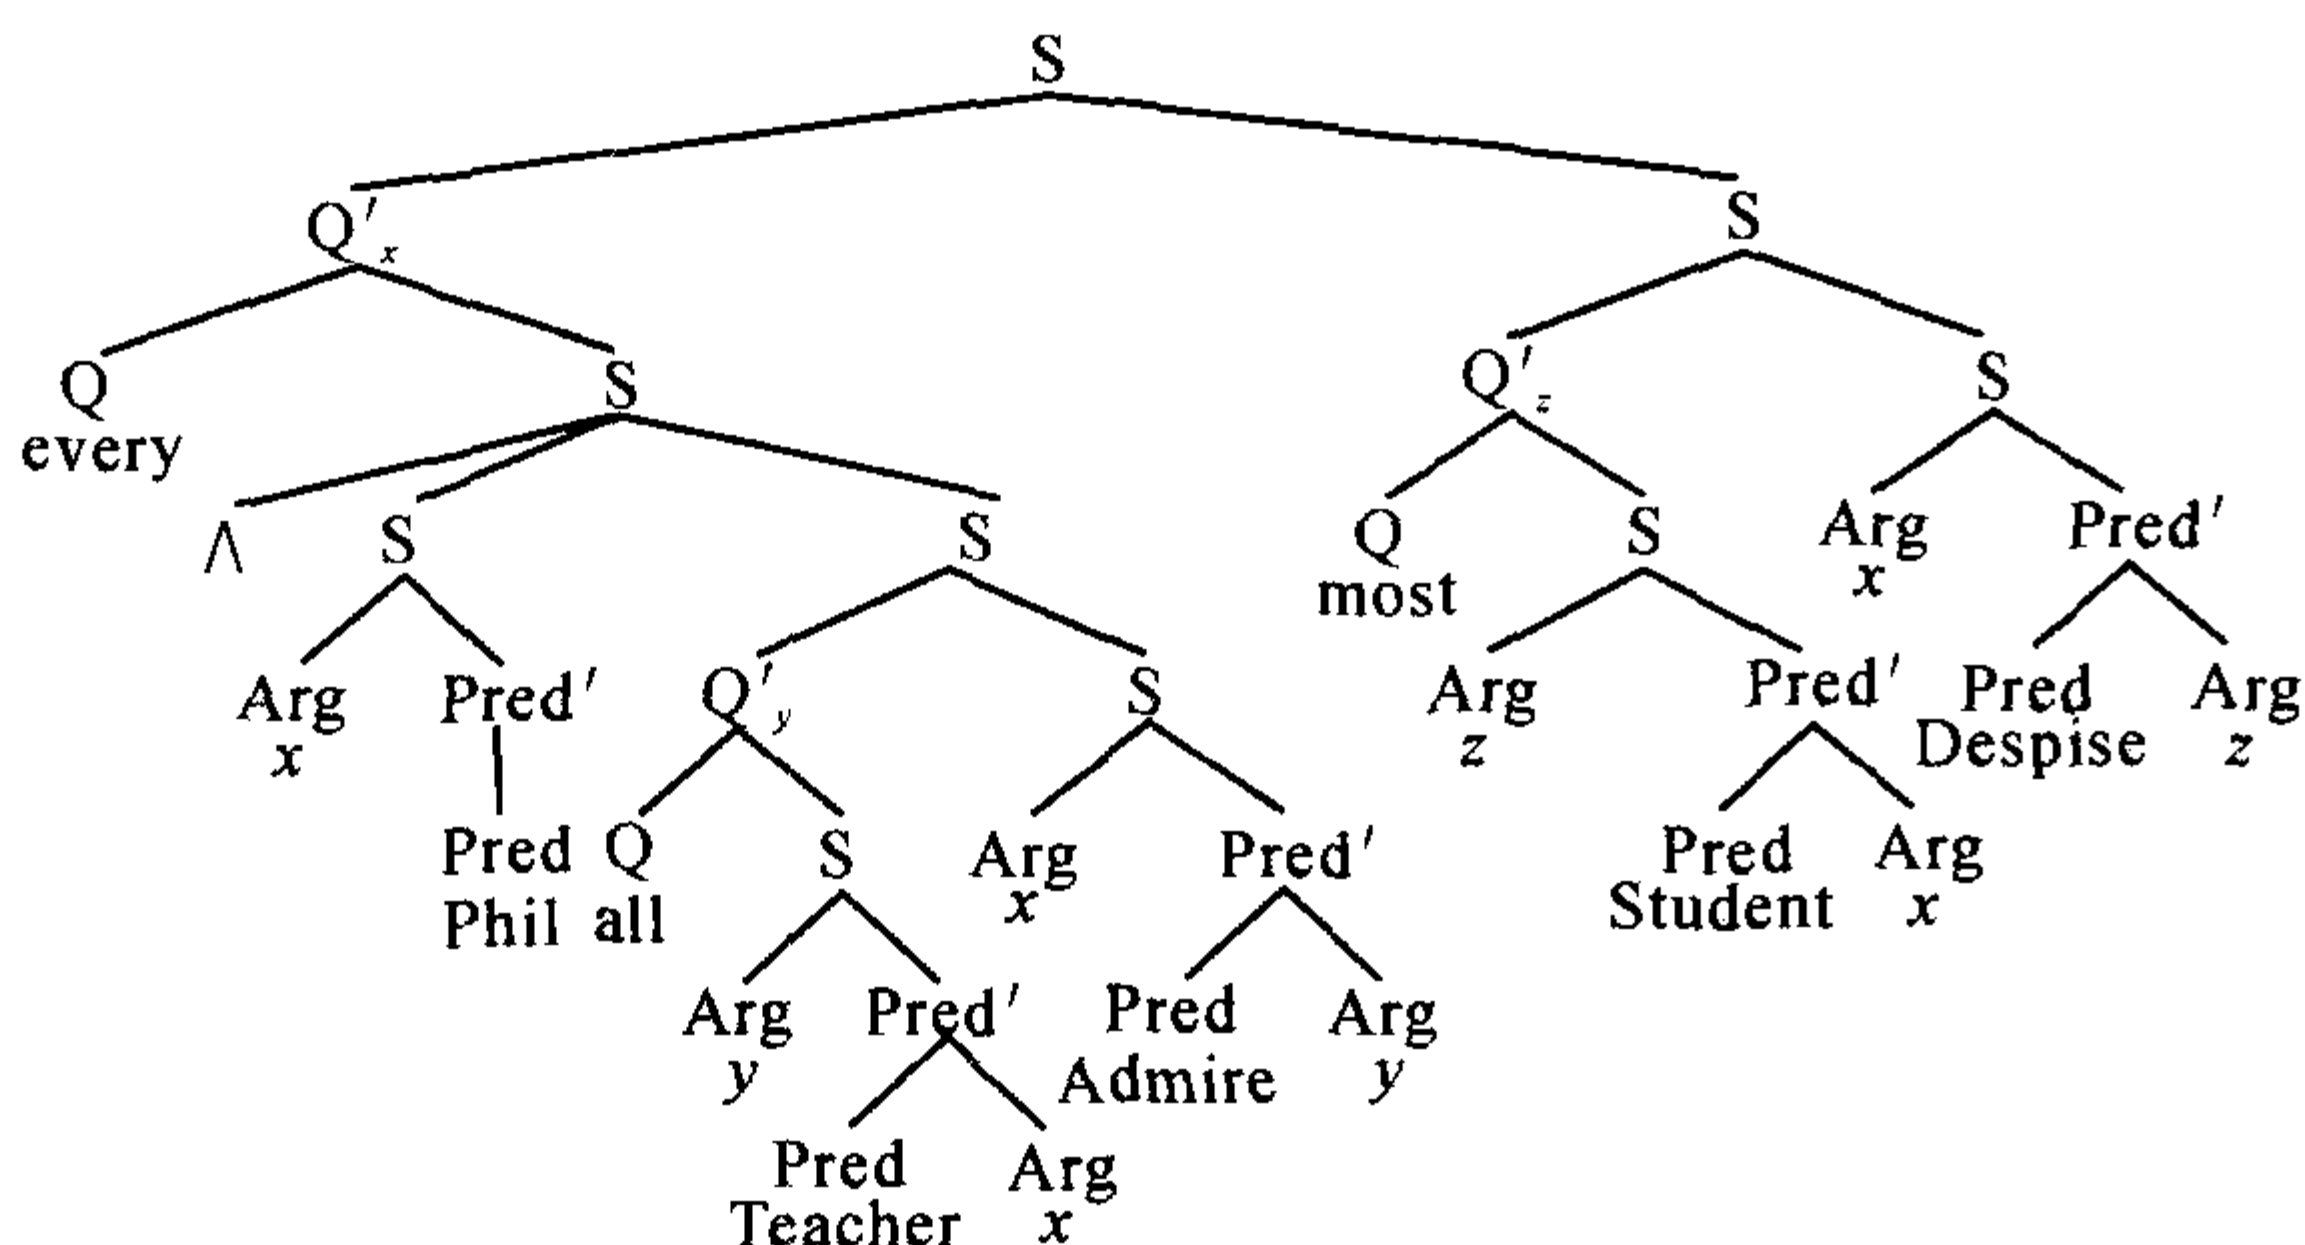 S
Q′x S
Q every S Q′z S
∧ S S Q most S Arg x Pred′
Arg x Pred′ Q′y S Arg z Pred′ Pred Despise Arg z
Pred Phil Q all S Arg x Pred′ Pred Student Arg x
Arg y Pred′ Pred Admire Arg y
Pred Teacher Arg x